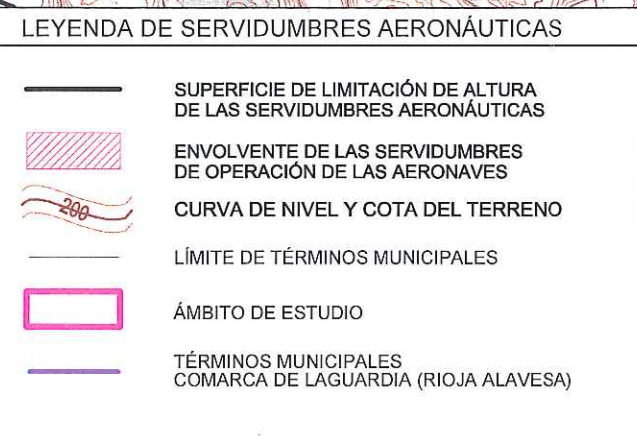 LEYENDA DE SERVIDUMBRES AERONÁUTICAS
SUPERFICIE DE LIMITACIÓN DE ALTURA
DE LAS SERVIDUMBRES AERONÁUTICAS
ENVOLVENTE DE LAS SERVIDUMBRES
DE OPERACIÓN DE LAS AERONAVES
200
CURVA DE NIVEL Y COTA DEL TERRENO
LÍMITE DE TÉRMINOS MUNICIPALES
ÁMBITO DE ESTUDIO
TÉRMINOS MUNICIPALES
COMARCA DE LAGUARDIA (RIOJA ALAVESA)